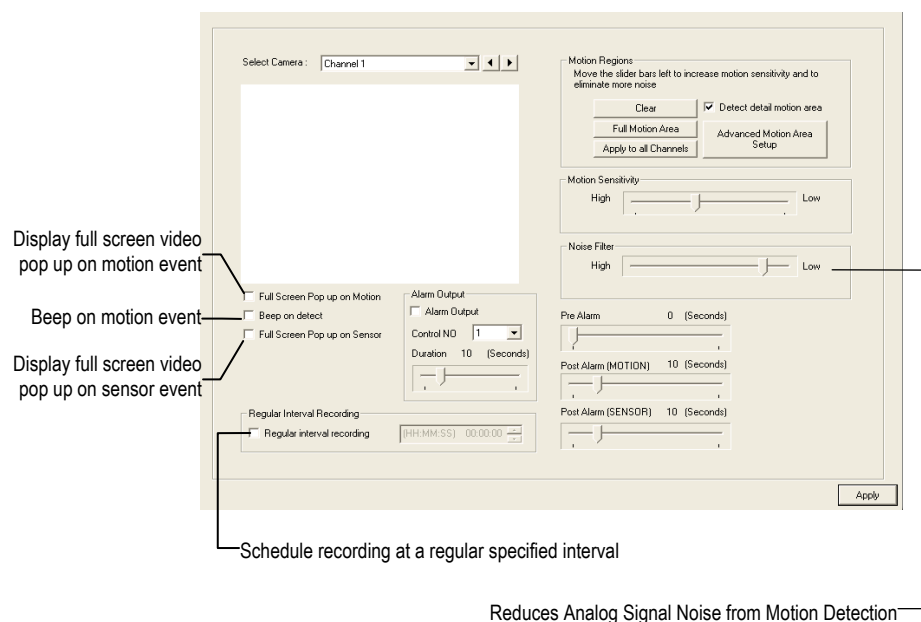 Select Camera :
Channel 1
Motion Regions
Move the slider bars left to increase motion sensitivity and to
eliminate more noise
Clear
Detect detail motion area
Full Motion Area
Advanced Motion Area
Setup
Apply to all Channels
Motion Sensitivity
High
Low
Noise Filter
High
Low
Display full screen video
pop up on motion event
Beep on motion event
Display full screen video
pop up on sensor event
Full Screen Pop up on Motion
Beep on detect
Full Screen Pop up on Sensor
Alarm Output
Alarm Output
Control NO 1
Duration 10 (Seconds)
Pre Alarm 0 (Seconds)
Post Alarm (MOTION) 10 (Seconds)
Post Alarm (SENSOR) 10 (Seconds)
Regular Interval Recording
Regular interval recording
(HH:MM:SS) 00:00:00
Apply
Schedule recording at a regular specified interval
Reduces Analog Signal Noise from Motion Detection